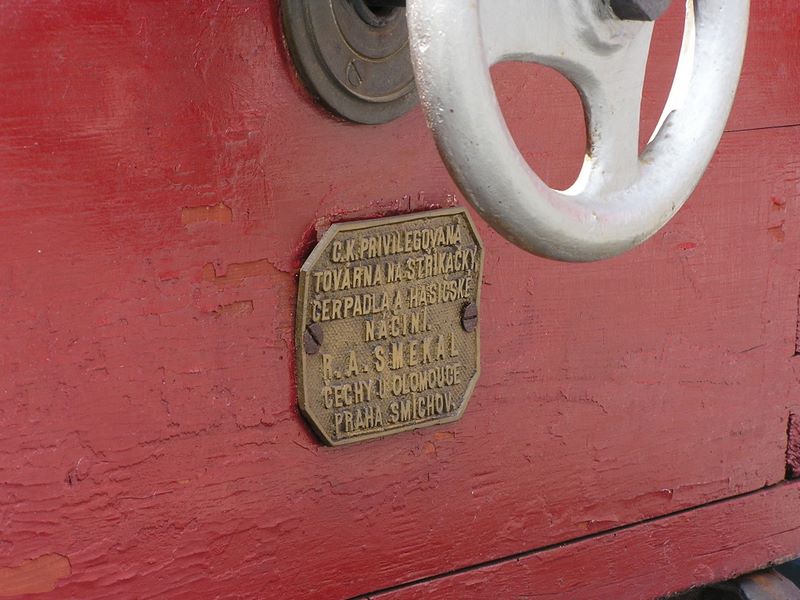 C.K.PRIVILEGOVANÁ
TOVÁRNA NA STŘÍKAČKY
ČERPADLA A HASIČSKÉ
NÁČINÍ.
R.A.SMEKAL
ČECHY U OLOMOUCE
PRAHA SMÍCHOV.